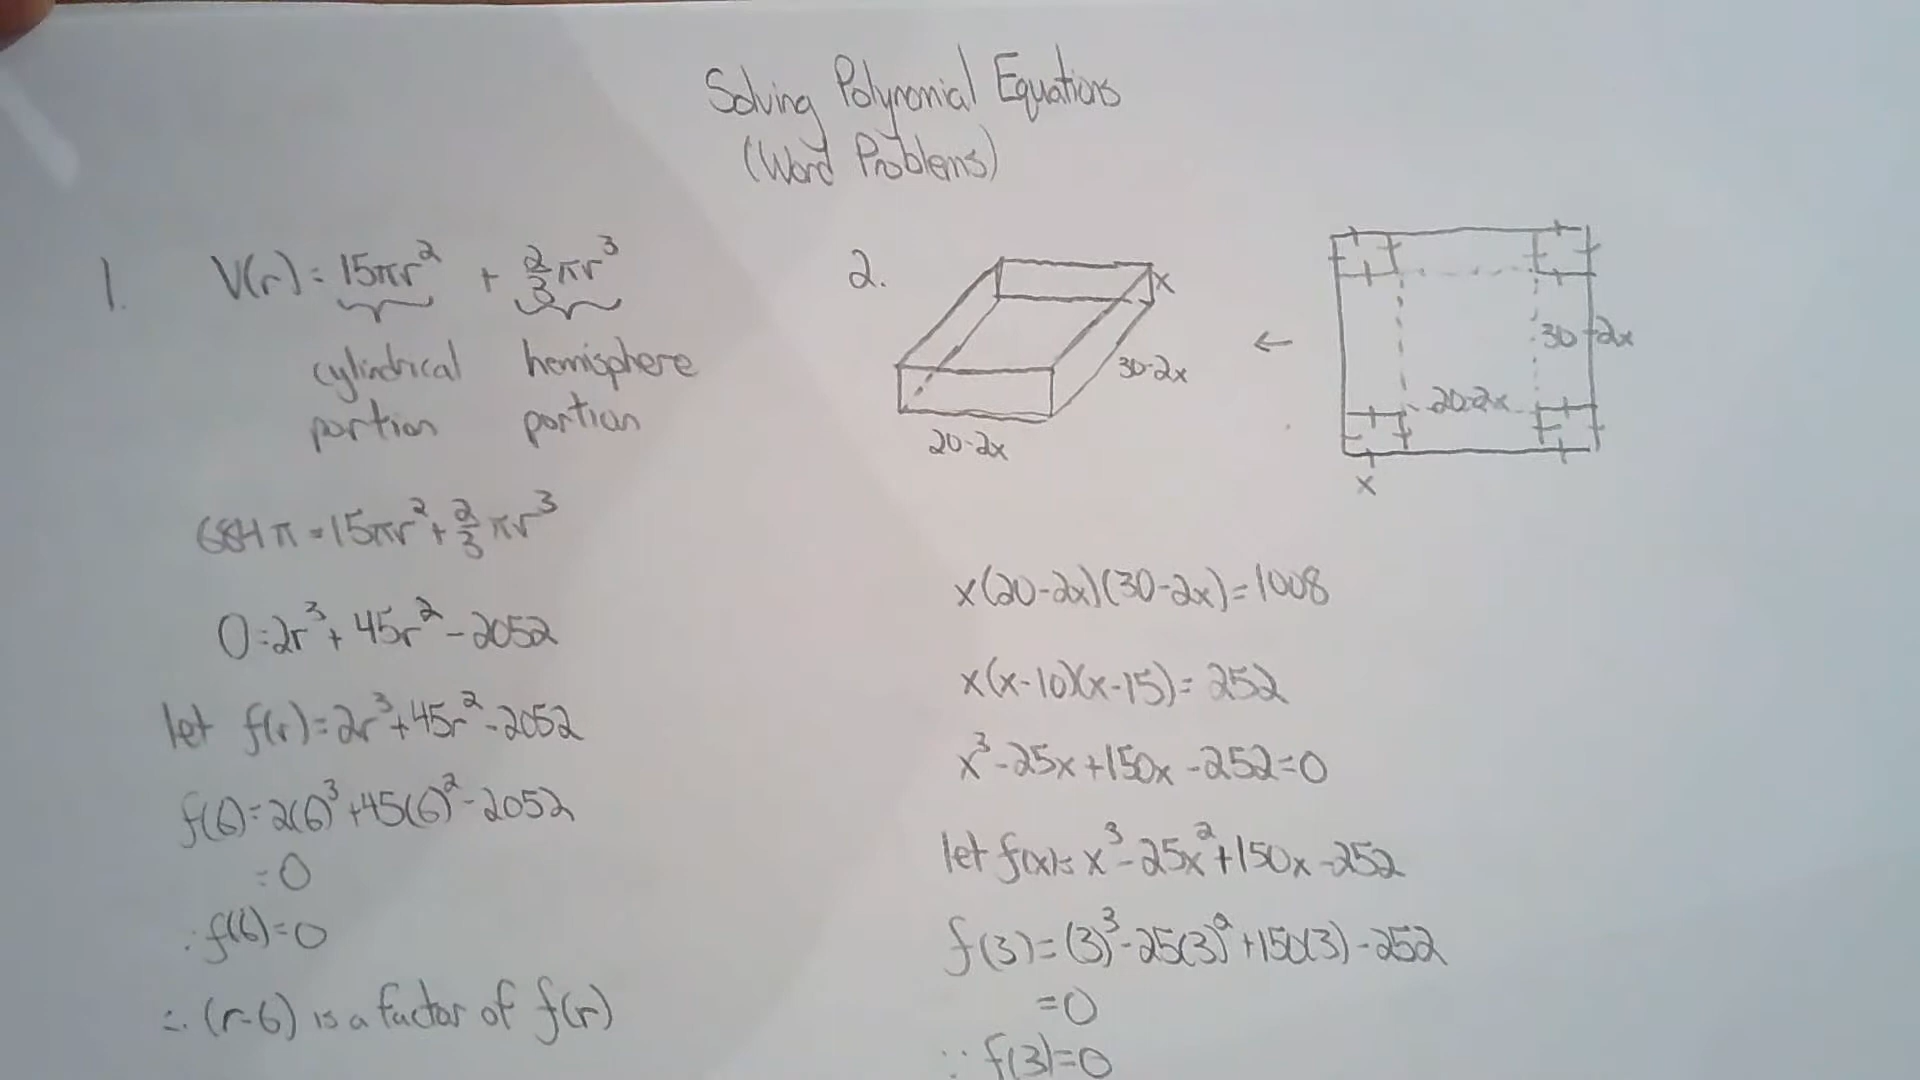 Solving Polynomial Equations
(Word Problems)
1. V(r) = 15πr² + 2/3 πr³
cylindrical portion
hemisphere portion
684π = 15πr² + 2/3 πr³
0 = 2r³ + 45r² - 2052
let f(r) = 2r³ + 45r² - 2052
f(6) = 2(6)³ + 45(6)² - 2052
= 0
∵ f(6) = 0
∴ (r-6) is a factor of f(r)
2.
x
30-2x
20-2x
←
30-2x
20-2x
x
x(20-2x)(30-2x) = 1008
x(x-10)(x-15) = 252
x³ - 25x + 150x - 252 = 0
let f(x) = x³ - 25x² + 150x - 252
f(3) = (3)³ - 25(3)² + 150(3) - 252
= 0
∵ f(3) = 0